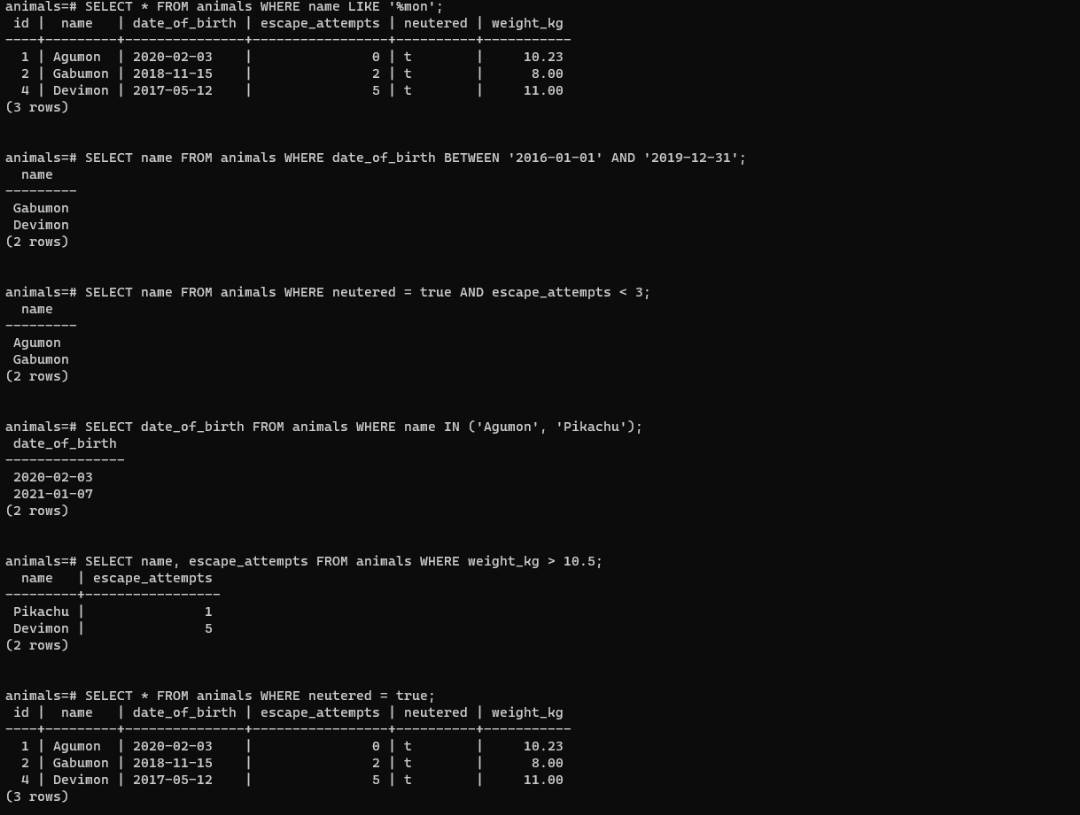 animals=# SELECT * FROM animals WHERE name LIKE '%mon';
 id |  name   | date_of_birth | escape_attempts | neutered | weight_kg
----+---------+---------------+-----------------+----------+-----------
  1 | Agumon  | 2020-02-03    |               0 | t        |     10.23
  2 | Gabumon | 2018-11-15    |               2 | t        |      8.00
  4 | Devimon | 2017-05-12    |               5 | t        |     11.00
(3 rows)

animals=# SELECT name FROM animals WHERE date_of_birth BETWEEN '2016-01-01' AND '2019-12-31';
  name
---------
 Gabumon
 Devimon
(2 rows)

animals=# SELECT name FROM animals WHERE neutered = true AND escape_attempts < 3;
  name
---------
 Agumon
 Gabumon
(2 rows)

animals=# SELECT date_of_birth FROM animals WHERE name IN ('Agumon', 'Pikachu');
 date_of_birth
---------------
 2020-02-03
 2021-01-07
(2 rows)

animals=# SELECT name, escape_attempts FROM animals WHERE weight_kg > 10.5;
  name   | escape_attempts
---------+-----------------
 Pikachu |               1
 Devimon |               5
(2 rows)

animals=# SELECT * FROM animals WHERE neutered = true;
 id |  name   | date_of_birth | escape_attempts | neutered | weight_kg
----+---------+---------------+-----------------+----------+-----------
  1 | Agumon  | 2020-02-03    |               0 | t        |     10.23
  2 | Gabumon | 2018-11-15    |               2 | t        |      8.00
  4 | Devimon | 2017-05-12    |               5 | t        |     11.00
(3 rows)